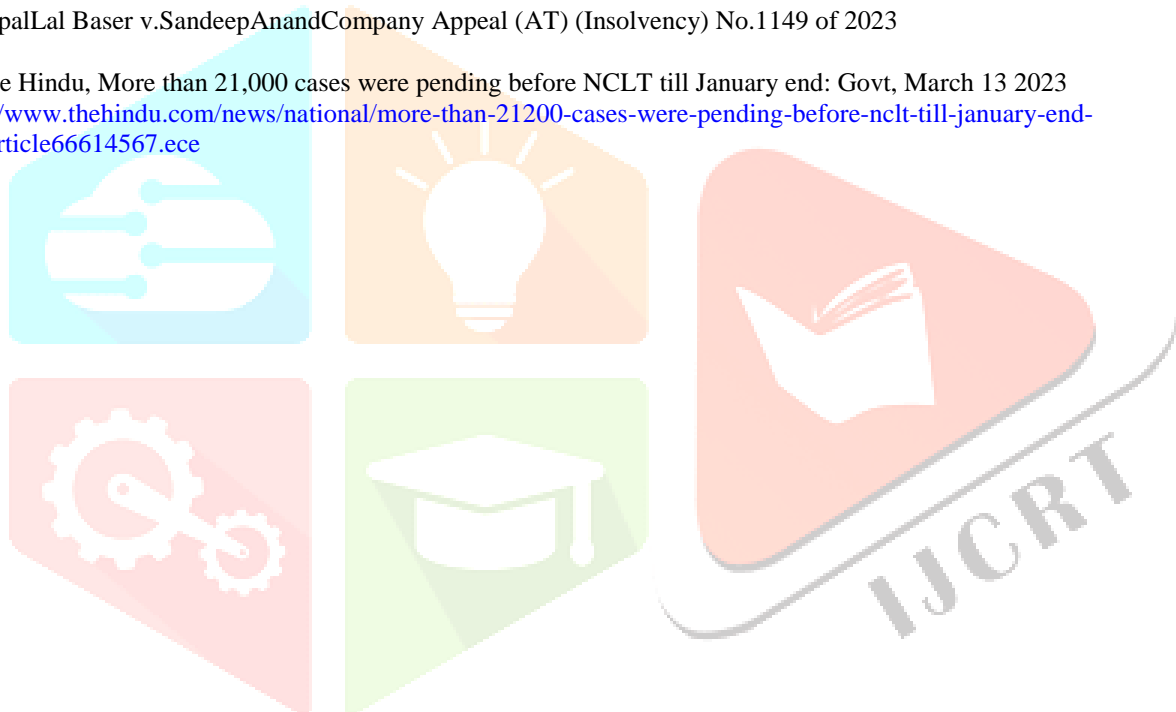 palLal Baser v.SandeepAnandCompany Appeal (AT) (Insolvency) No.1149 of 2023
e Hindu, More than 21,000 cases were pending before NCLT till January end: Govt, March 13 2023
/www.thehindu.com/news/national/more-than-21200-cases-were-pending-before-nclt-till-january-end-
rticle66614567.ece
IJCRT